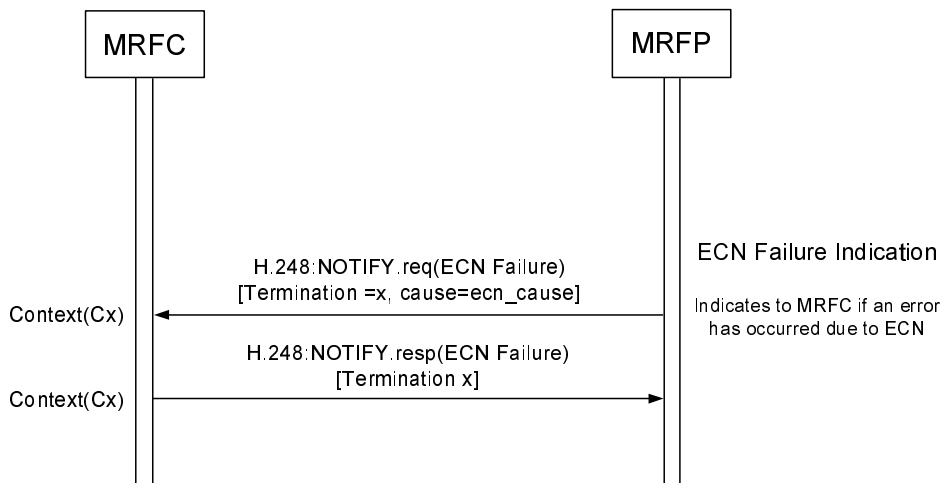 MRFC
MRFP
ECN Failure Indication
H.248:NOTIFY.req(ECN Failure)
[Termination =x, cause=ecn_cause]
Indicates to MRFC if an error
has occurred due to ECN
Context(Cx)
H.248:NOTIFY.resp(ECN Failure)
[Termination x]
Context(Cx)